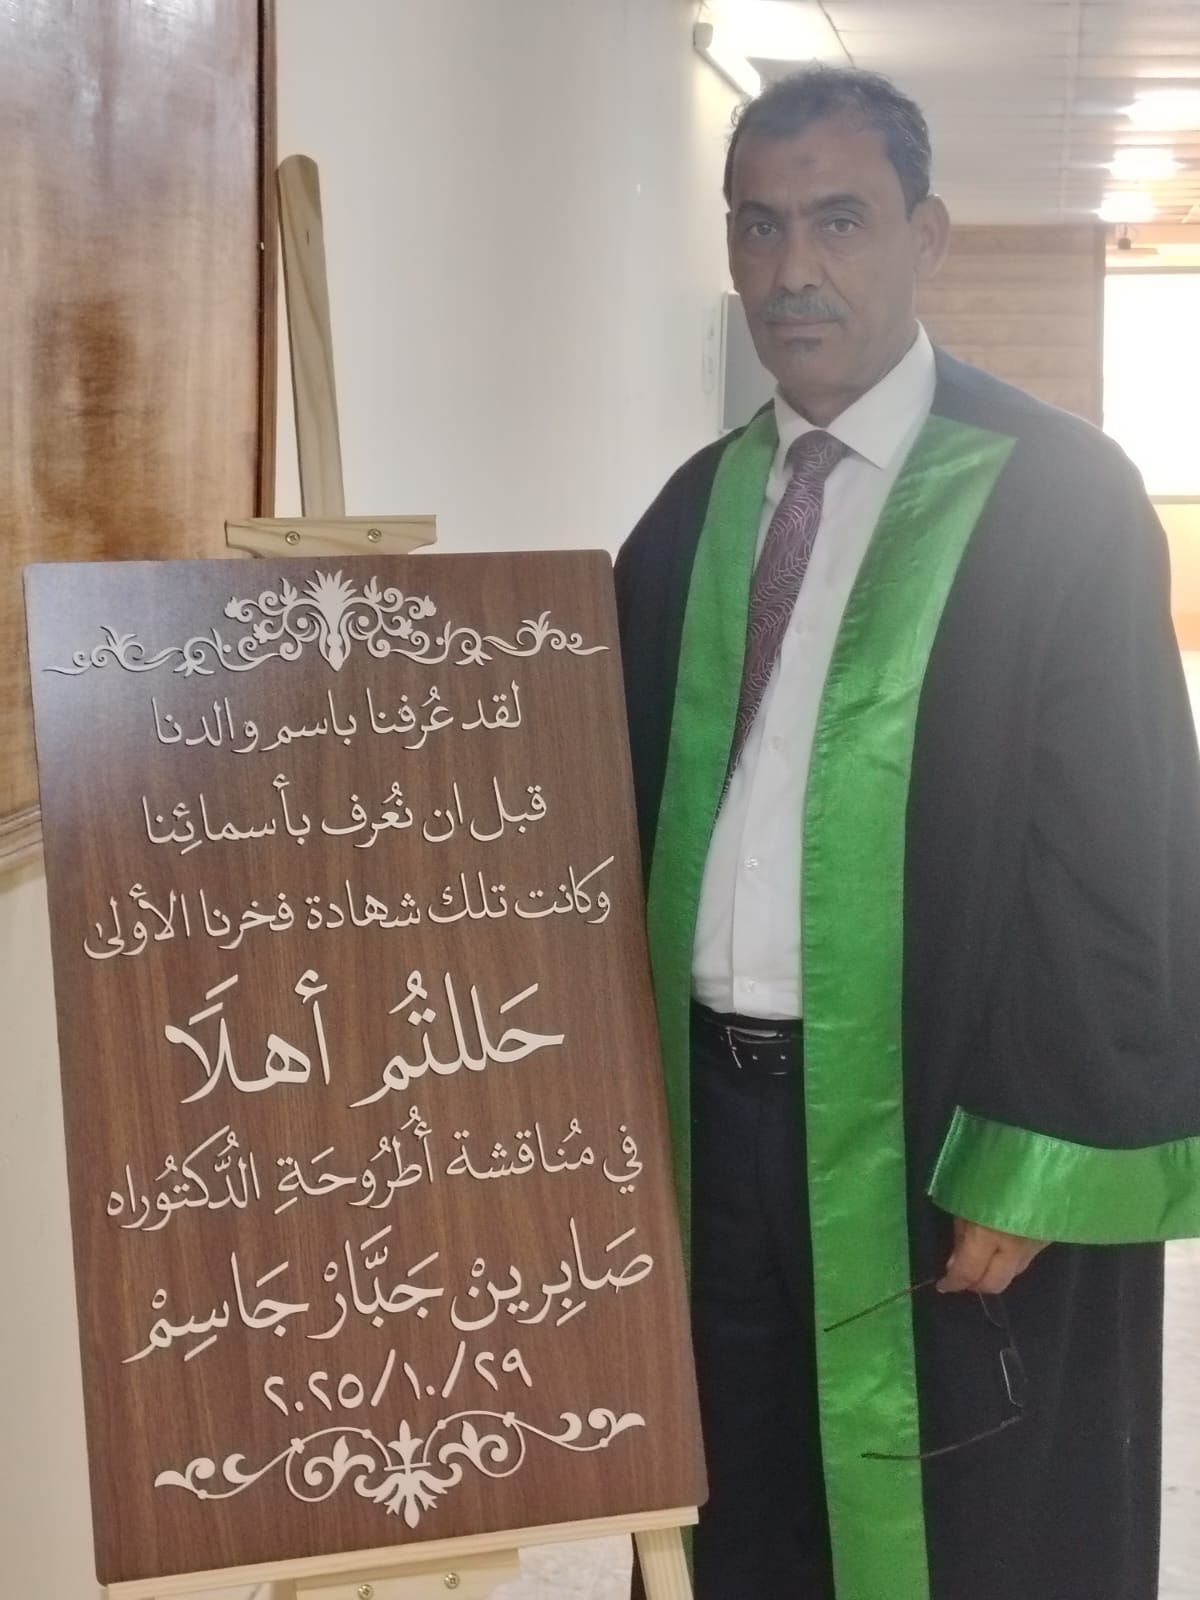 لقد عُرفنا باسم والدنا
قبل ان نُعرف بأسمائِنا
وكانت تلك شهادة فخرنا الأولىٰ
حَللتُم أهلاً
في مُناقشة أُطرُوحَةِ الدُّكتُوراه
صَابِرينْ جَبَّارْ جَاسِمْ
٢٠٢٥/١٠/٢٩